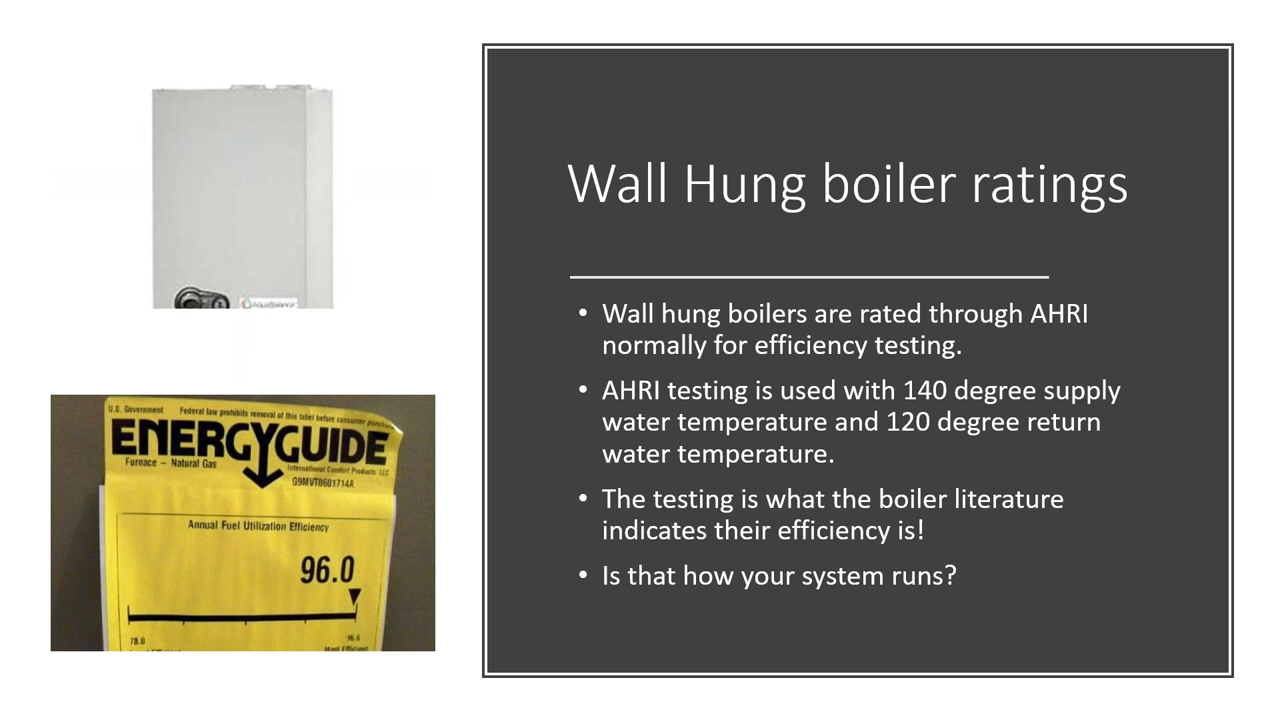 AquaBalance
U.S. Government Federal law prohibits removal of this label before consumer purchase
ENERGYGUIDE
Furnace – Natural Gas
International Comfort Products LLC
G9MVT0601714A
Annual Fuel Utilization Efficiency
96.0
78.0 96.6
Most Efficient
Wall Hung boiler ratings
• Wall hung boilers are rated through AHRI
normally for efficiency testing.
• AHRI testing is used with 140 degree supply
water temperature and 120 degree return
water temperature.
• The testing is what the boiler literature
indicates their efficiency is!
• Is that how your system runs?